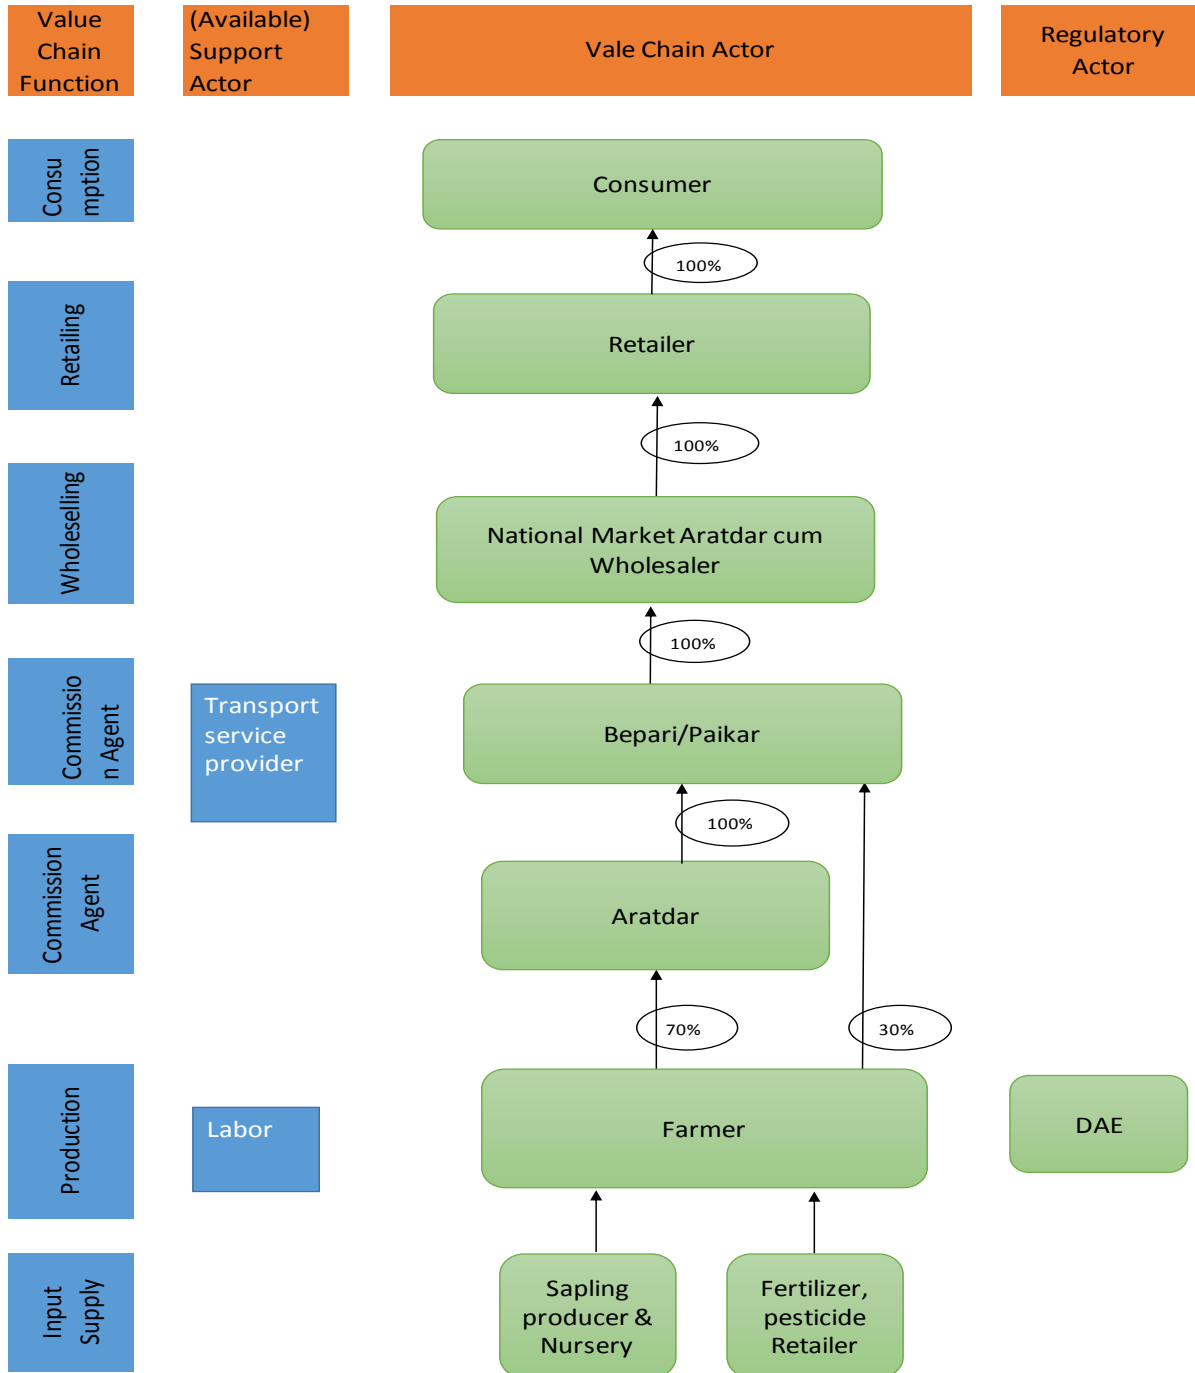 Value
Chain
Function
(Available)
Support
Actor
Vale Chain Actor
Regulatory
Actor
Consu
mption
Consumer
100%
Retailing
Retailer
100%
Wholeselling
National Market Aratdar cum
Wholesaler
100%
Commissio
n Agent
Transport
service
provider
Bepari/Paikar
100%
Commission
Agent
Aratdar
70%
30%
Production
Labor
Farmer
DAE
Input
Supply
Sapling
producer &
Nursery
Fertilizer,
pesticide
Retailer